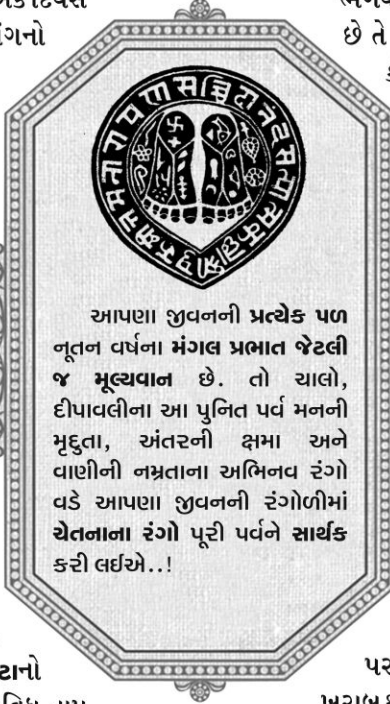 છે તે
આપણા જીવનની પ્રત્યેક પળ
નૂતન વર્ષના મંગલ પ્રભાત જેટલી
જ મૂલ્યવાન છે. તો ચાલો,
દીપાવલીના આ પુનિત પર્વ મનની
મૃદુતા, અંતરની ક્ષમા અને
વાણીની નમ્રતાના અભિનવ રંગો
વડે આપણા જીવનની રંગોળીમાં
ચેતનાના રંગો પૂરી પર્વને સાર્થક
કરી લઈએ..!